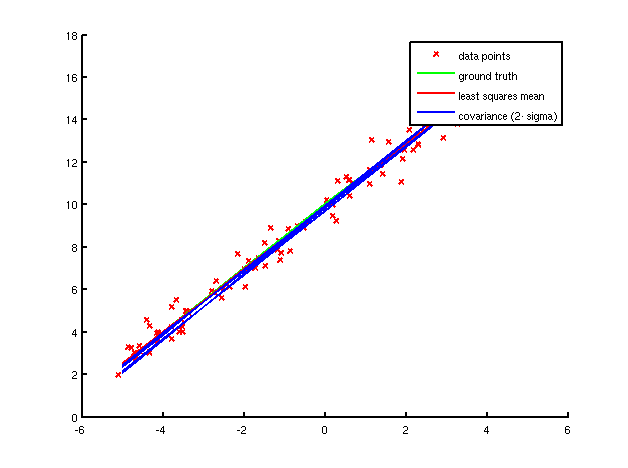 18
16
14
12
10
8
6
4
2
0
-6 -4 -2 0 2 4 6
data points
ground truth
least squares mean
covariance (2· sigma)